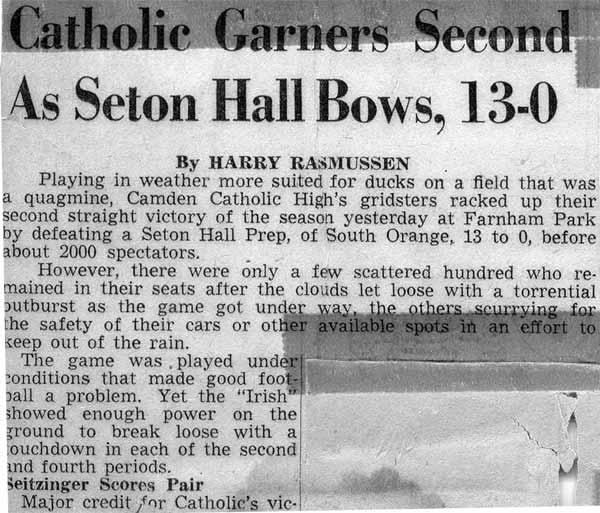 Catholic Garners Second
As Seton Hall Bows, 13-0
By HARRY RASMUSSEN
Playing in weather more suited for ducks on a field that was
a quagmine, Camden Catholic High's gridsters racked up their
second straight victory of the season yesterday at Farnham Park
by defeating a Seton Hall Prep, of South Orange, 13 to 0, before
about 2000 spectators.
However, there were only a few scattered hundred who re-
mained in their seats after the clouds let loose with a torrential
outburst as the game got under way, the others scurrying for
the safety of their cars or other available spots in an effort to
keep out of the rain.
The game was played under
conditions that made good foot-
ball a problem. Yet the "Irish"
showed enough power on the
ground to break loose with a
touchdown in each of the second
and fourth periods.
Seitzinger Scores Pair
Major credit for Catholic's vic-